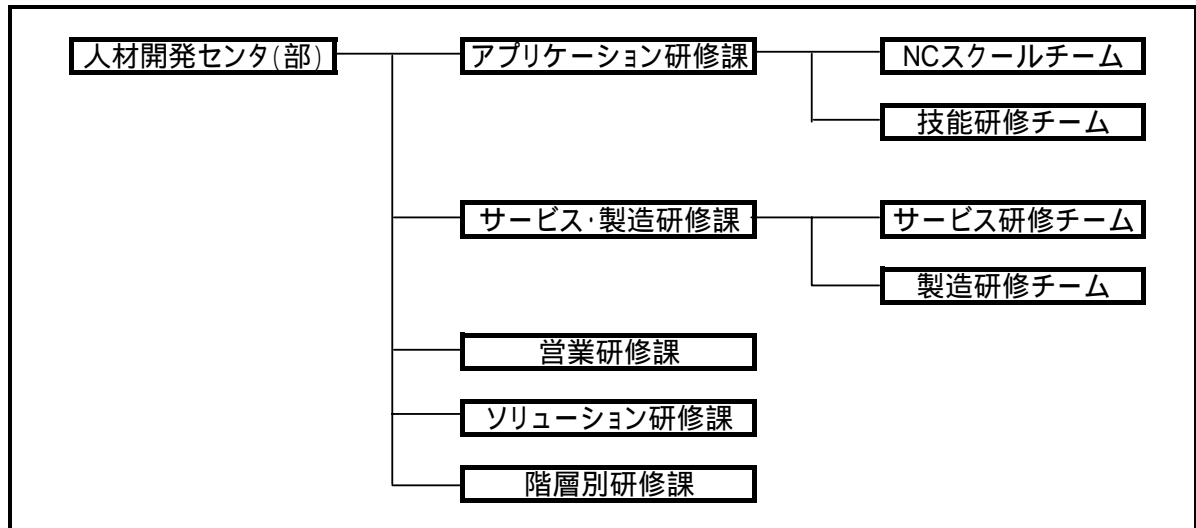 人材開発センタ(部)
アプリケーション研修課
NCスクールチーム
技能研修チーム
サービス・製造研修課
サービス研修チーム
製造研修チーム
営業研修課
ソリューション研修課
階層別研修課